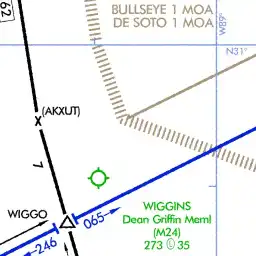 BULLSEYE 1 MOA
DE SOTO 1 MOA
62
W89°
N31°
(AKXUT)
x
7
WIGGO
065
246
WIGGINS
Dean Griffin Meml
(M24)
273 Ⓛ 35